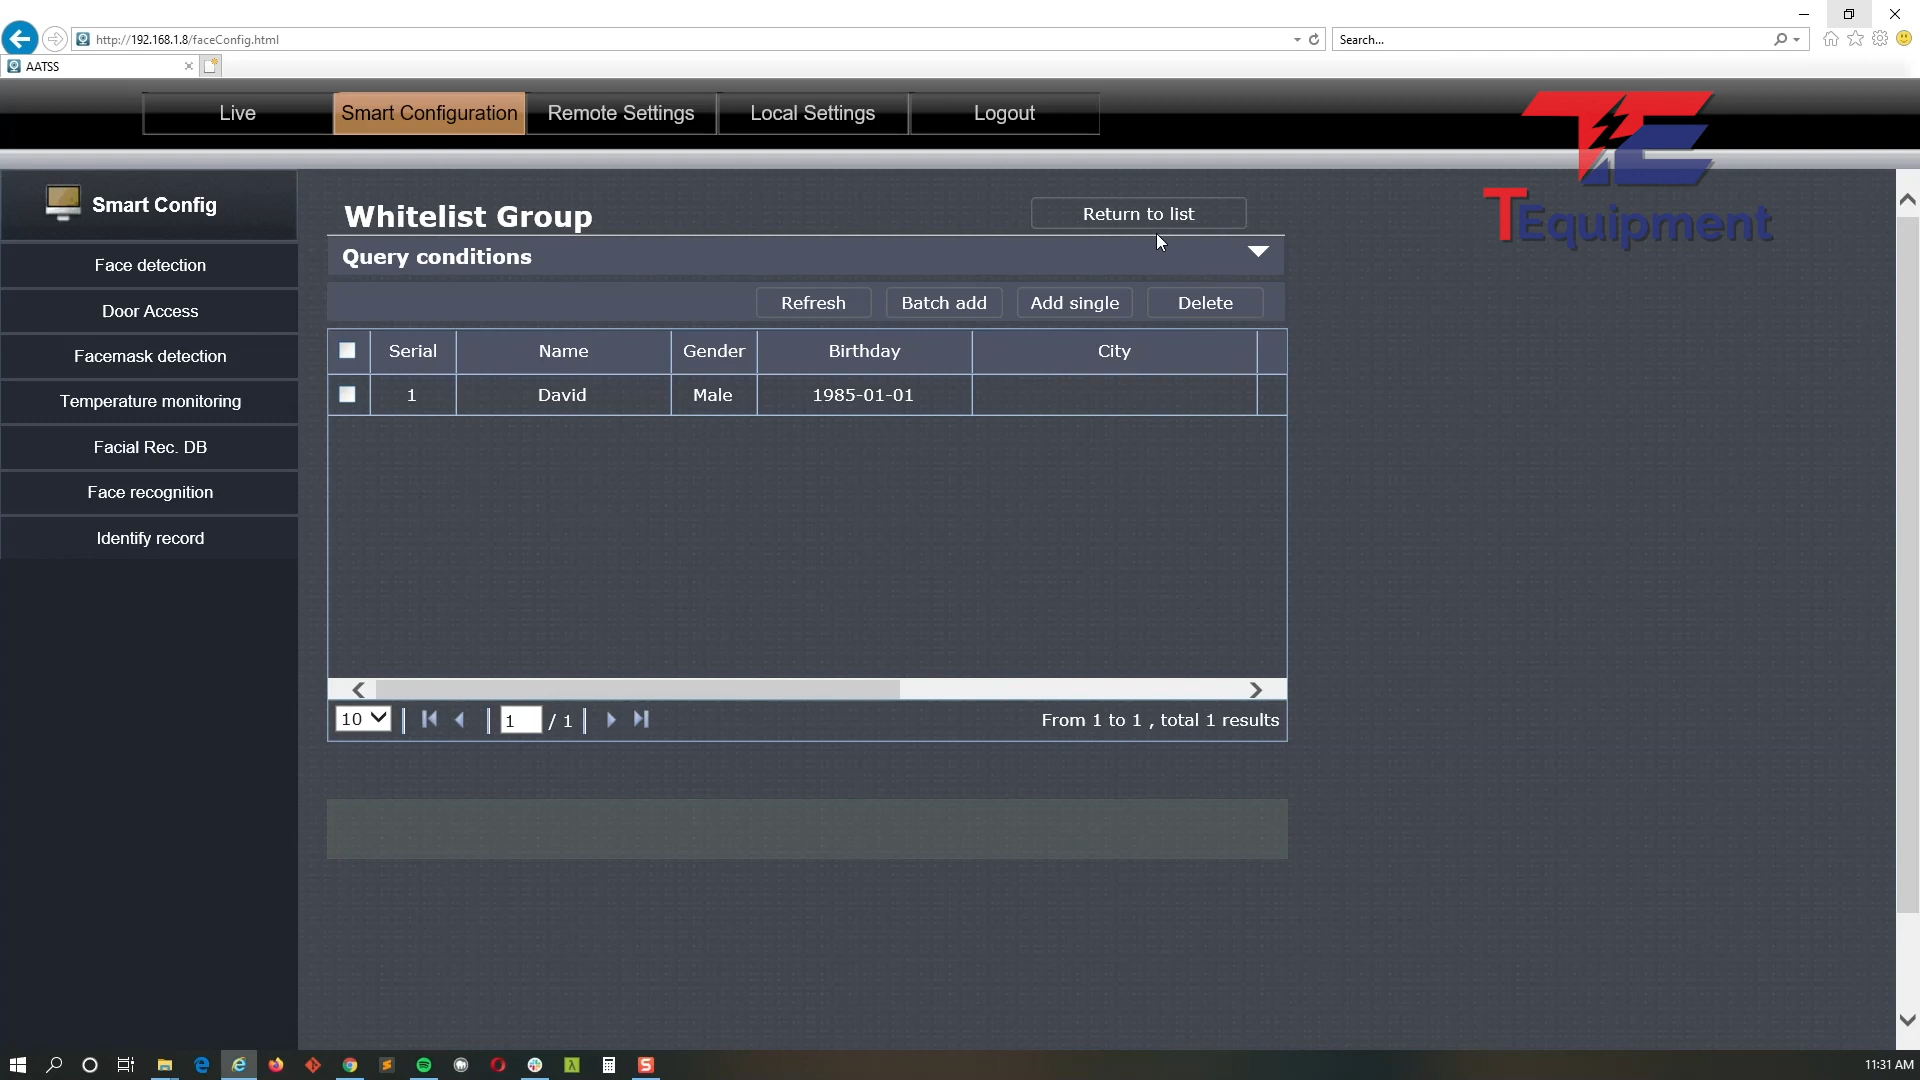 http://192.168.1.8/faceConfig.html
Search...
AATSS
Live
Smart Configuration
Remote Settings
Local Settings
Logout
TEquipment
Smart Config
Face detection
Door Access
Facemask detection
Temperature monitoring
Facial Rec. DB
Face recognition
Identify record
Whitelist Group
Return to list
Query conditions
Refresh Batch add Add single Delete
Serial Name Gender Birthday City
1 David Male 1985-01-01
10 1 / 1 From 1 to 1 , total 1 results
11:31 AM